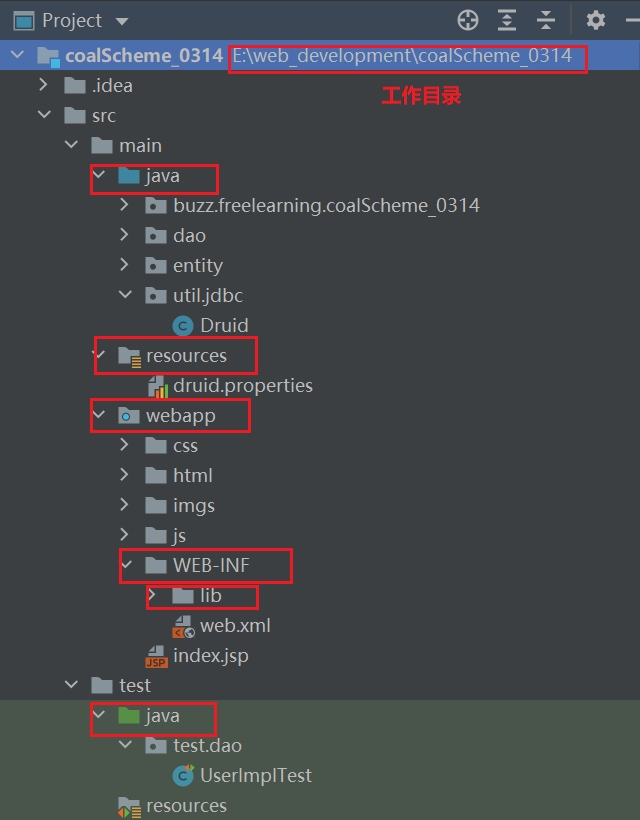 Project
coalScheme_0314 E:\web_development\coalScheme_0314
工作目录
.idea
src
main
java
buzz.freelearning.coalScheme_0314
dao
entity
util.jdbc
C Druid
resources
druid.properties
webapp
css
html
imgs
js
WEB-INF
lib
web.xml
JSP index.jsp
test
java
test.dao
C UserImplTest
resources